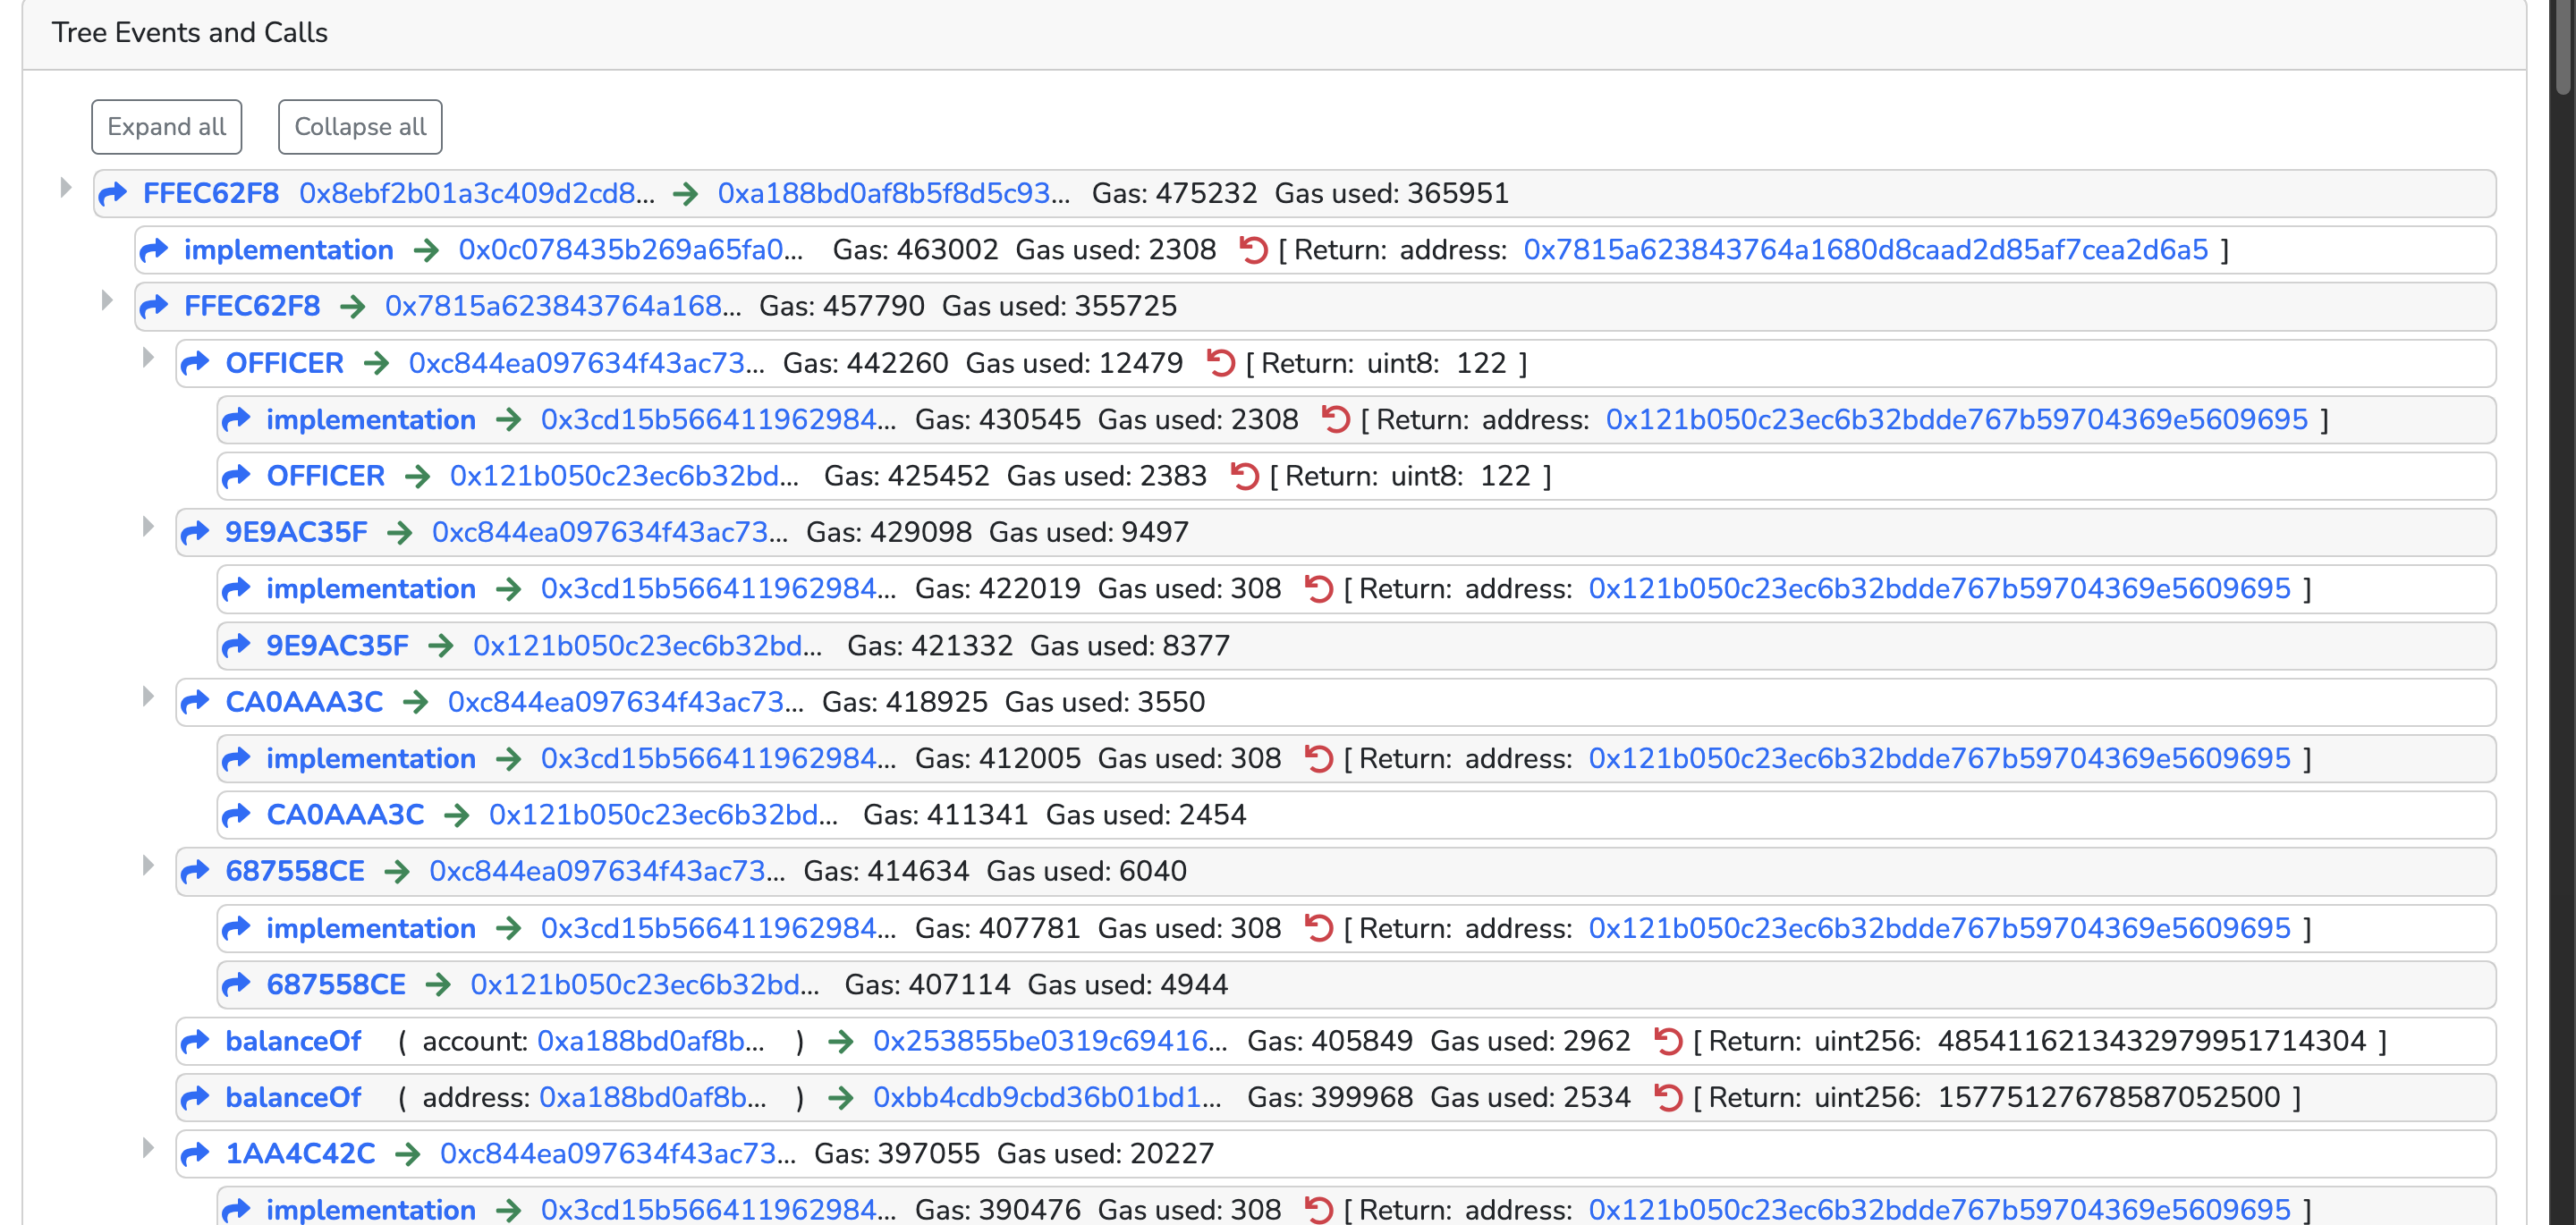 Tree Events and Calls
Expand all Collapse all
FFEC62F8 0x8ebf2b01a3c409d2cd8... → 0xa188bd0af8b5f8d5c93... Gas: 475232 Gas used: 365951
implementation → 0x0c078435b269a65fa0... Gas: 463002 Gas used: 2308 [ Return: address: 0x7815a623843764a1680d8caad2d85af7cea2d6a5 ]
FFEC62F8 → 0x7815a623843764a168... Gas: 457790 Gas used: 355725
OFFICER → 0xc844ea097634f43ac73... Gas: 442260 Gas used: 12479 [ Return: uint8: 122 ]
implementation → 0x3cd15b566411962984... Gas: 430545 Gas used: 2308 [ Return: address: 0x121b050c23ec6b32bdde767b59704369e5609695 ]
OFFICER → 0x121b050c23ec6b32bd... Gas: 425452 Gas used: 2383 [ Return: uint8: 122 ]
9E9AC35F → 0xc844ea097634f43ac73... Gas: 429098 Gas used: 9497
implementation → 0x3cd15b566411962984... Gas: 422019 Gas used: 308 [ Return: address: 0x121b050c23ec6b32bdde767b59704369e5609695 ]
9E9AC35F → 0x121b050c23ec6b32bd... Gas: 421332 Gas used: 8377
CA0AAA3C → 0xc844ea097634f43ac73... Gas: 418925 Gas used: 3550
implementation → 0x3cd15b566411962984... Gas: 412005 Gas used: 308 [ Return: address: 0x121b050c23ec6b32bdde767b59704369e5609695 ]
CA0AAA3C → 0x121b050c23ec6b32bd... Gas: 411341 Gas used: 2454
687558CE → 0xc844ea097634f43ac73... Gas: 414634 Gas used: 6040
implementation → 0x3cd15b566411962984... Gas: 407781 Gas used: 308 [ Return: address: 0x121b050c23ec6b32bdde767b59704369e5609695 ]
687558CE → 0x121b050c23ec6b32bd... Gas: 407114 Gas used: 4944
balanceOf ( account: 0xa188bd0af8b... ) → 0x253855be0319c69416... Gas: 405849 Gas used: 2962 [ Return: uint256: 48541162134432979951714304 ]
balanceOf ( address: 0xa188bd0af8b... ) → 0xbb4cdb9cbd36b01bd1... Gas: 399968 Gas used: 2534 [ Return: uint256: 15775127678587052500 ]
1AA4C42C → 0xc844ea097634f43ac73... Gas: 397055 Gas used: 20227
implementation → 0x3cd15b566411962984... Gas: 390476 Gas used: 308 [ Return: address: 0x121b050c23ec6b32bdde767b59704369e5609695 ]